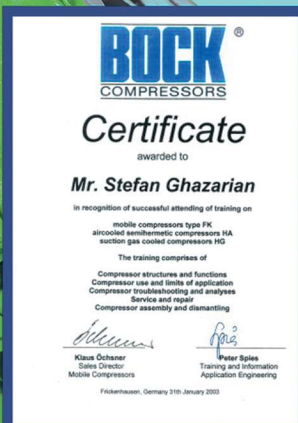 BOCK®
COMPRESSORS
Certificate
awarded to
Mr. Stefan Ghazarian
in recognition of successful attending of training on
mobile compressors type FK
aircooled semihermetic compressors HA
suction gas cooled compressors HG
The training comprises of
Compressor structures and functions
Compressor use and limits of application
Compressor troubleshooting and analyses
Service and repair
Compressor assembly and dismantling
Klaus Öchsner
Sales Director
Mobile Compressors
Peter Spies
Training and Information
Application Engineering
Frickenhausen, Germany 31th January 2003